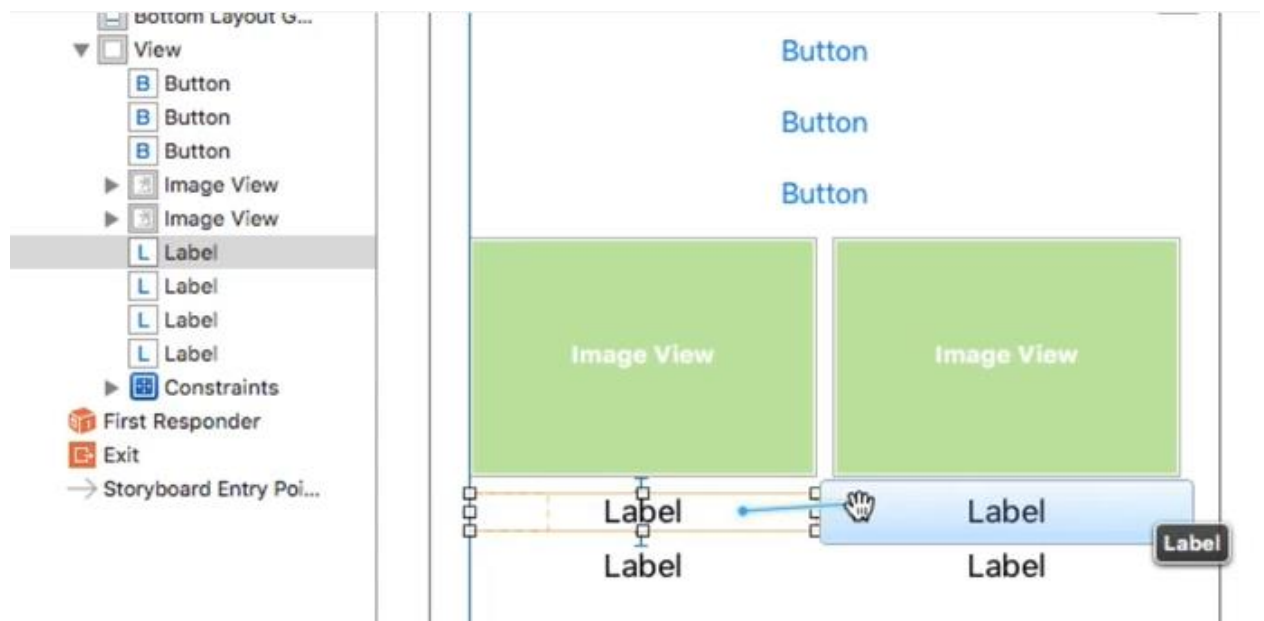 Bottom Layout G...
View
B Button
B Button
B Button
Image View
Image View
L Label
L Label
L Label
L Label
Constraints
First Responder
Exit
Storyboard Entry Poi...
Button
Button
Button
Image View Image View
Label Label
Label
Label Label